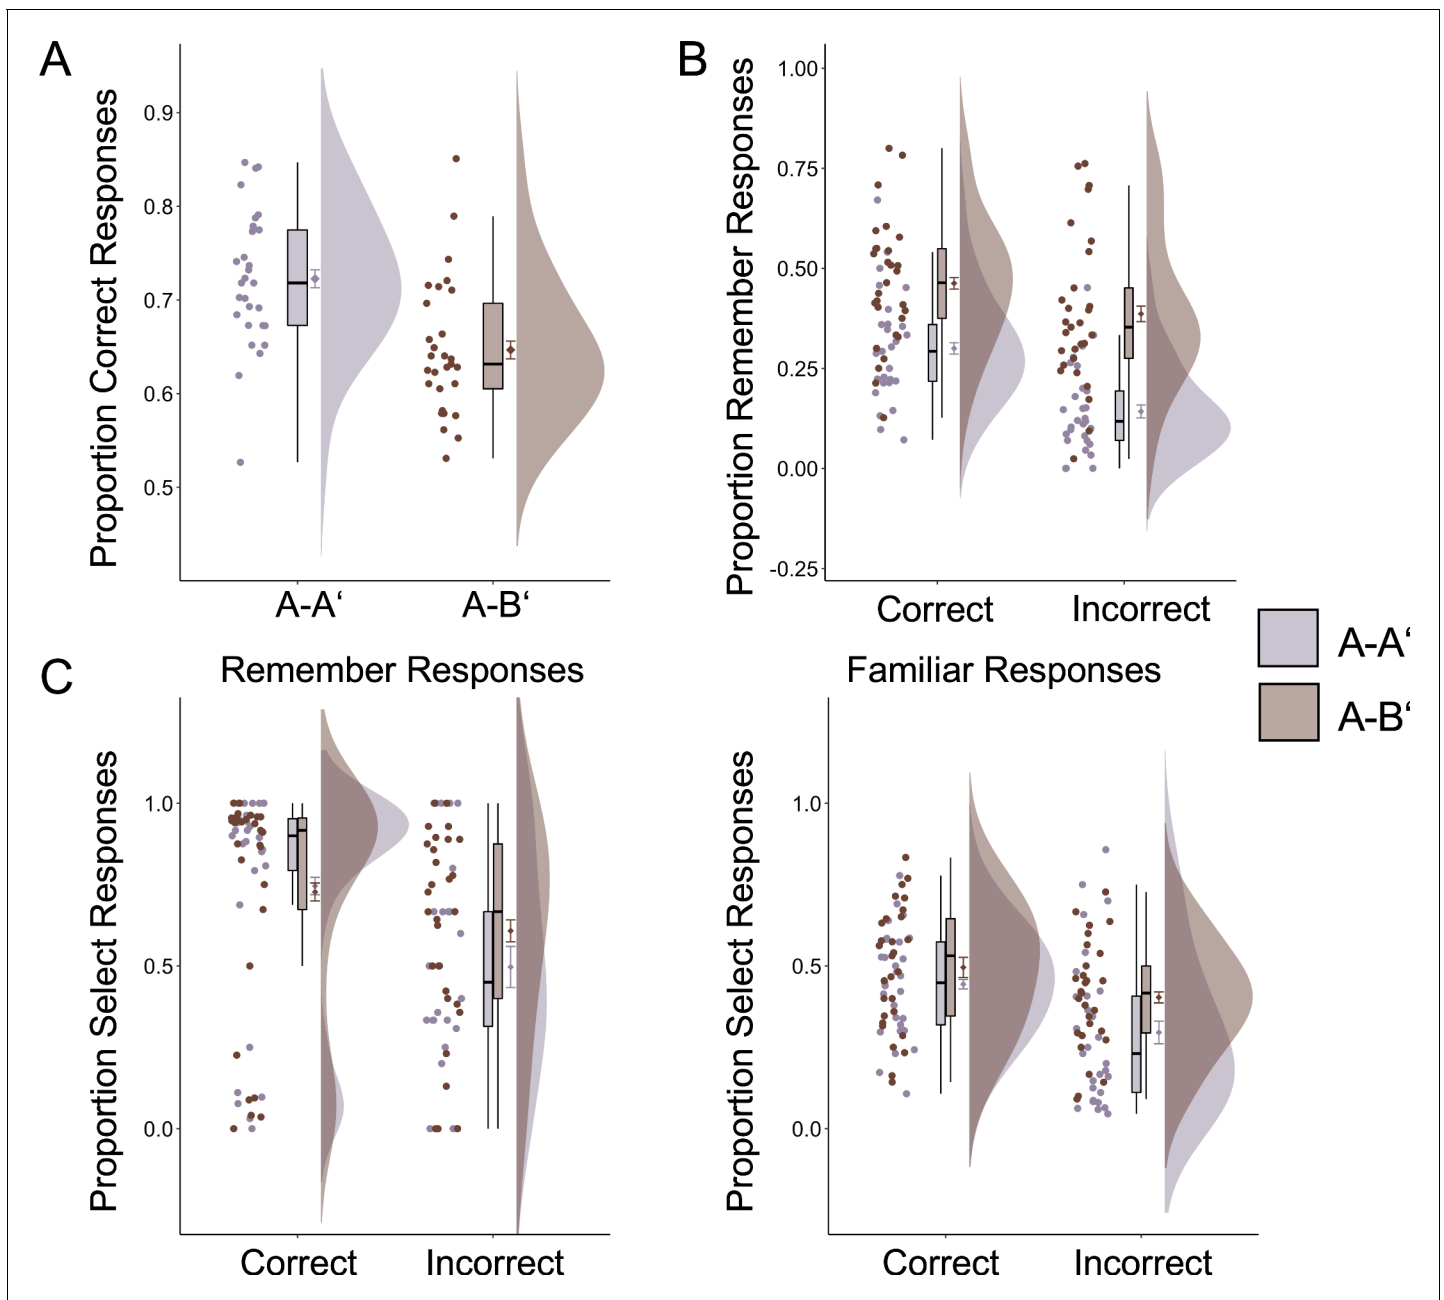 A
Proportion Correct Responses
0.9
0.8
0.7
0.6
0.5
A-A‘
A-B‘
B
Proportion Remember Responses
1.00
0.75
0.50
0.25
0.00
-0.25
Correct
Incorrect
A-A‘
A-B‘
C
Remember Responses
Proportion Select Responses
1.0
0.5
0.0
Correct
Incorrect
Familiar Responses
Proportion Select Responses
1.0
0.5
0.0
Correct
Incorrect